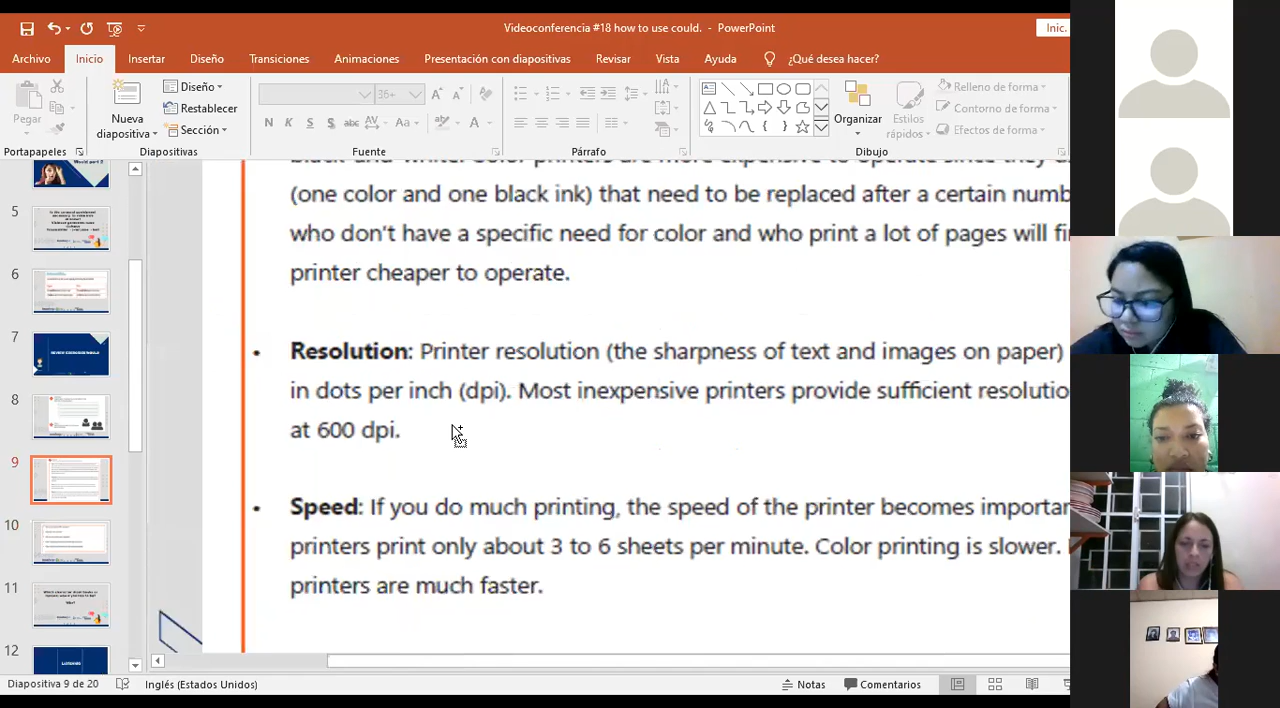 Videoconferencia #18 how to use could. - PowerPoint
Inic.
Archivo Inicio Insertar Diseño Transiciones Animaciones Presentación con diapositivas Revisar Vista Ayuda ¿Qué desea hacer?
Pegar
Nueva diapositiva
Diseño
Restablecer
Sección
36+
N K S S abc AV Aa A
Organizar
Estilos rápidos
Relleno de forma
Contorno de forma
Efectos de forma
Portapapeles Diapositivas Fuente Párrafo Dibujo
black-and-white. Color printers are more expensive to operate since they
(one color and one black ink) that need to be replaced after a certain
who don't have a specific need for color and who print a lot of pages will
printer cheaper to operate.
• Resolution: Printer resolution (the sharpness of text and images on paper)
in dots per inch (dpi). Most inexpensive printers provide sufficient
at 600 dpi.
• Speed: If you do much printing, the speed of the printer becomes
printers print only about 3 to 6 sheets per minute. Color printing is slower.
printers are much faster.
5
6
7
8
9
10
11
12
Diapositiva 9 de 20 Inglés (Estados Unidos) Notas Comentarios